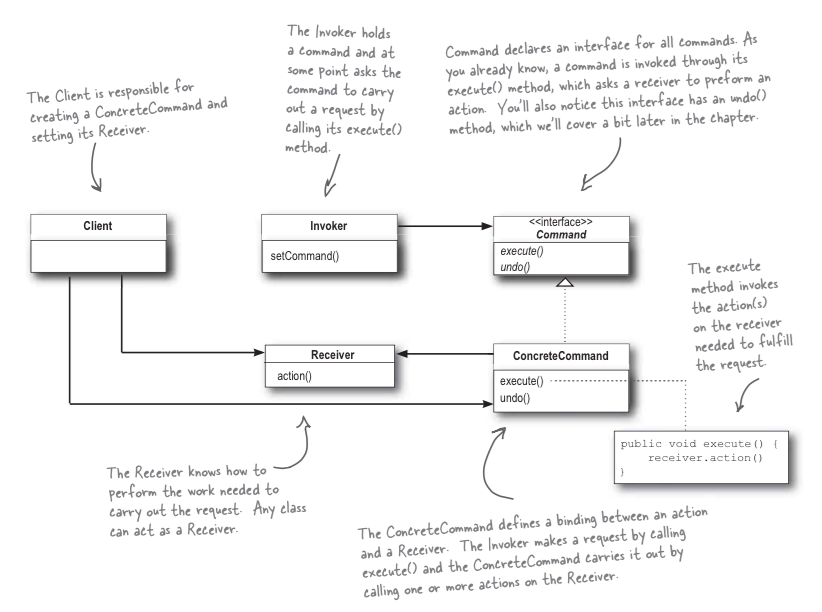 The Invoker holds
a command and at
some point asks the
command to carry
out a request by
calling its execute()
method.
Command declares an interface for all commands. As
you already know, a command is invoked through its
execute() method, which asks a receiver to preform an
action. You'll also notice this interface has an undo()
method, which we'll cover a bit later in the chapter.
The Client is responsible for
creating a ConcreteCommand and
setting its Receiver.
Client
Invoker
setCommand()
<<interface>>
Command
execute()
undo()
The execute
method invokes
the action(s)
on the receiver
needed to fulfill
the request.
Receiver
action()
ConcreteCommand
execute()
undo()
public void execute() {
receiver.action()
}
The Receiver knows how to
perform the work needed to
carry out the request. Any class
can act as a Receiver.
The ConcreteCommand defines a binding between an action
and a Receiver. The Invoker makes a request by calling
execute() and the ConcreteCommand carries it out by
calling one or more actions on the Receiver.